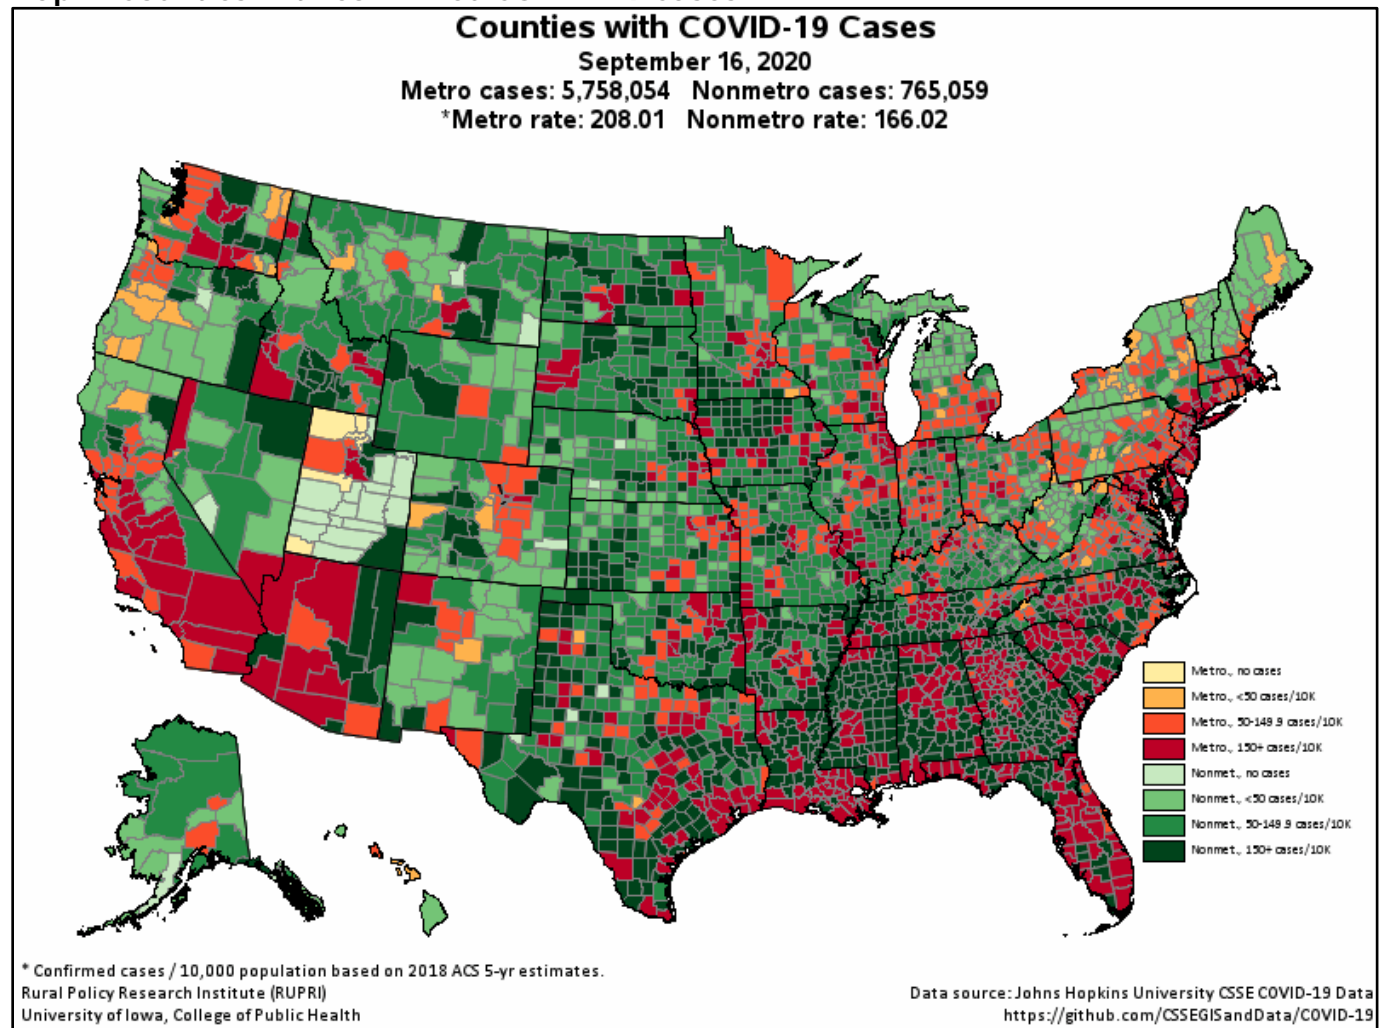 Counties with COVID-19 Cases
September 16, 2020
Metro cases: 5,758,054   Nonmetro cases: 765,059
*Metro rate: 208.01   Nonmetro rate: 166.02
Metro., no cases
Metro., <50 cases/10K
Metro., 50-149.9 cases/10K
Metro., 150+ cases/10K
Nonmet., no cases
Nonmet., <50 cases/10K
Nonmet., 50-149.9 cases/10K
Nonmet., 150+ cases/10K
* Confirmed cases / 10,000 population based on 2018 ACS 5-yr estimates.
Rural Policy Research Institute (RUPRI)
University of Iowa, College of Public Health
Data source: Johns Hopkins University CSSE COVID-19 Data
https://github.com/CSSEGISandData/COVID-19